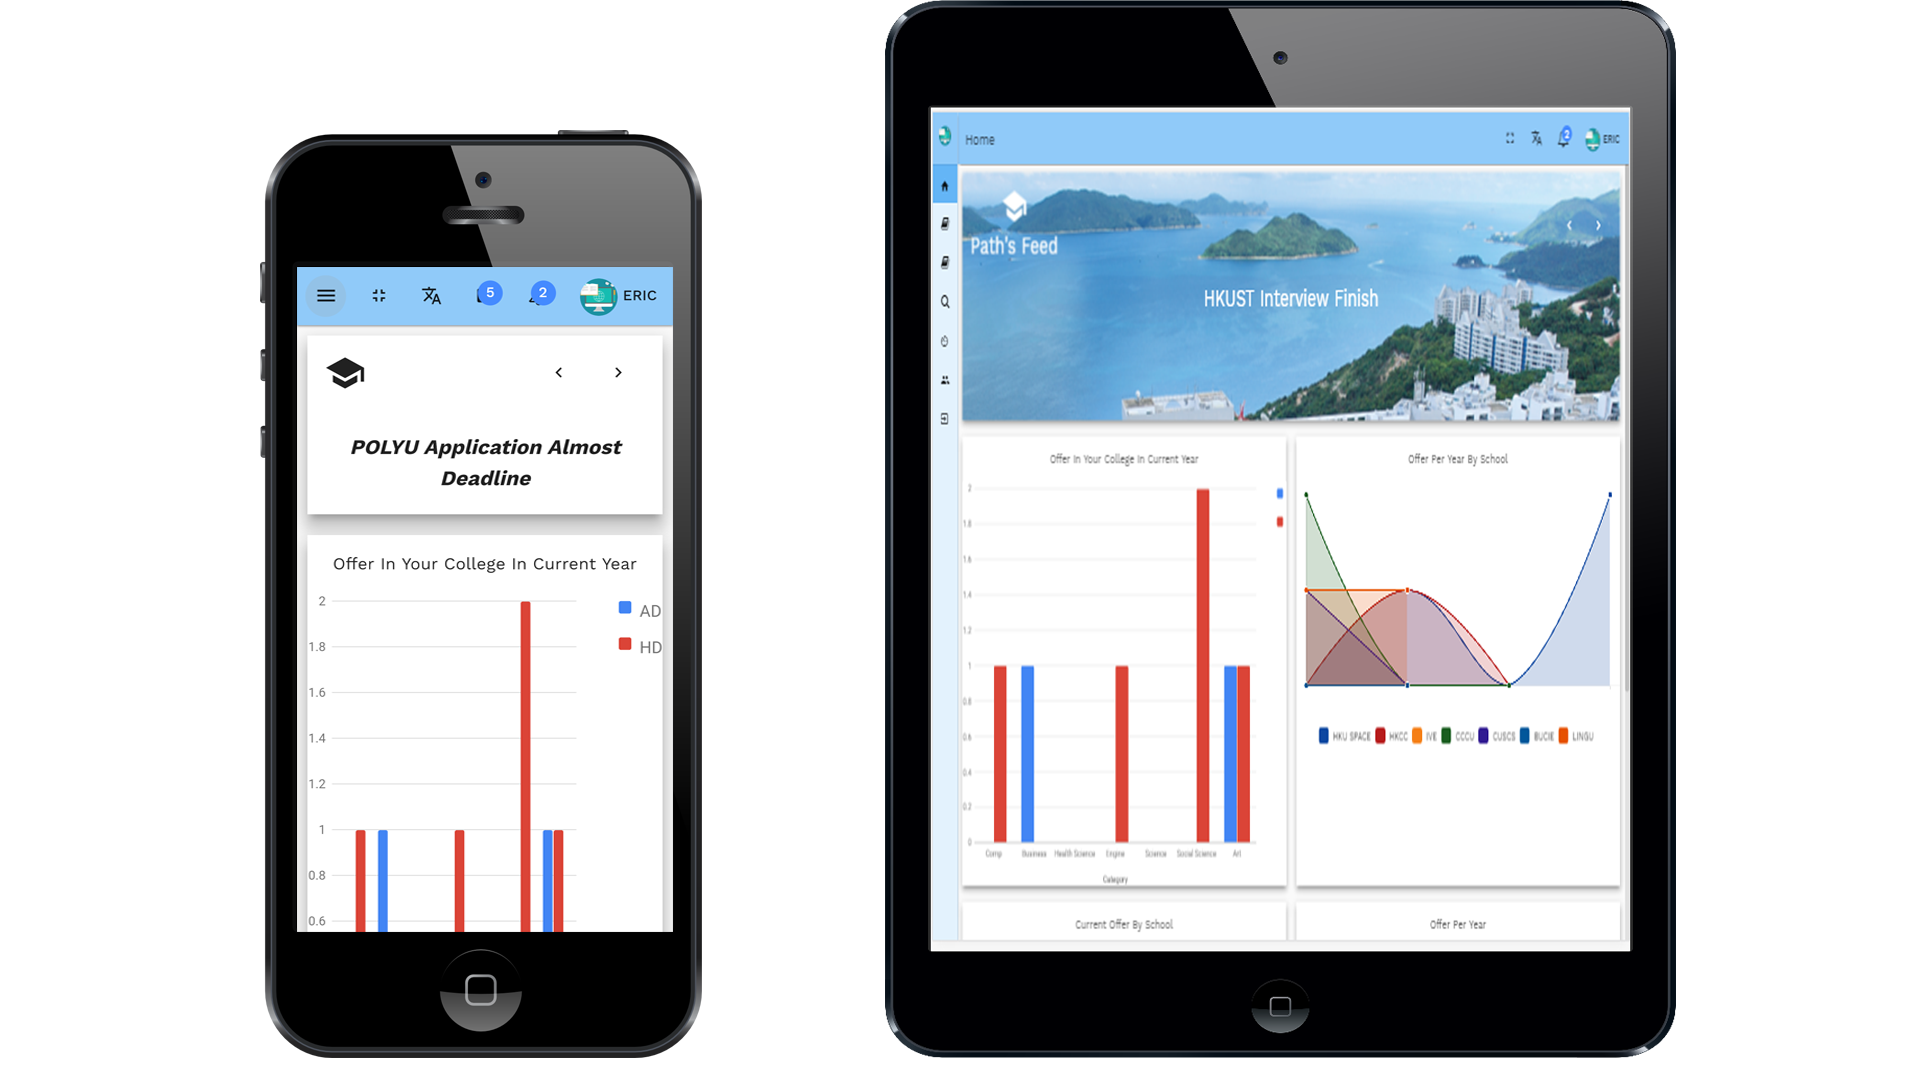 5
2
ERIC
POLYU Application Almost
Deadline
Offer In Your College In Current Year
2
1.8
1.6
1.4
1.2
1
0.8
0.6
AD
HD
Home
2
ERIC
Path's Feed
HKUST Interview Finish
Offer In Your College In Current Year
2
1.8
1.6
1.4
1.2
1
0.8
0.6
0.4
0.2
0
Comp Business Health Science Engine Science Social Science Art
Category
Offer Per Year By School
HKU SPACE HKCC IVE CCCU CUSCS BUCIE LINGU
Current Offer By School
Offer Per Year